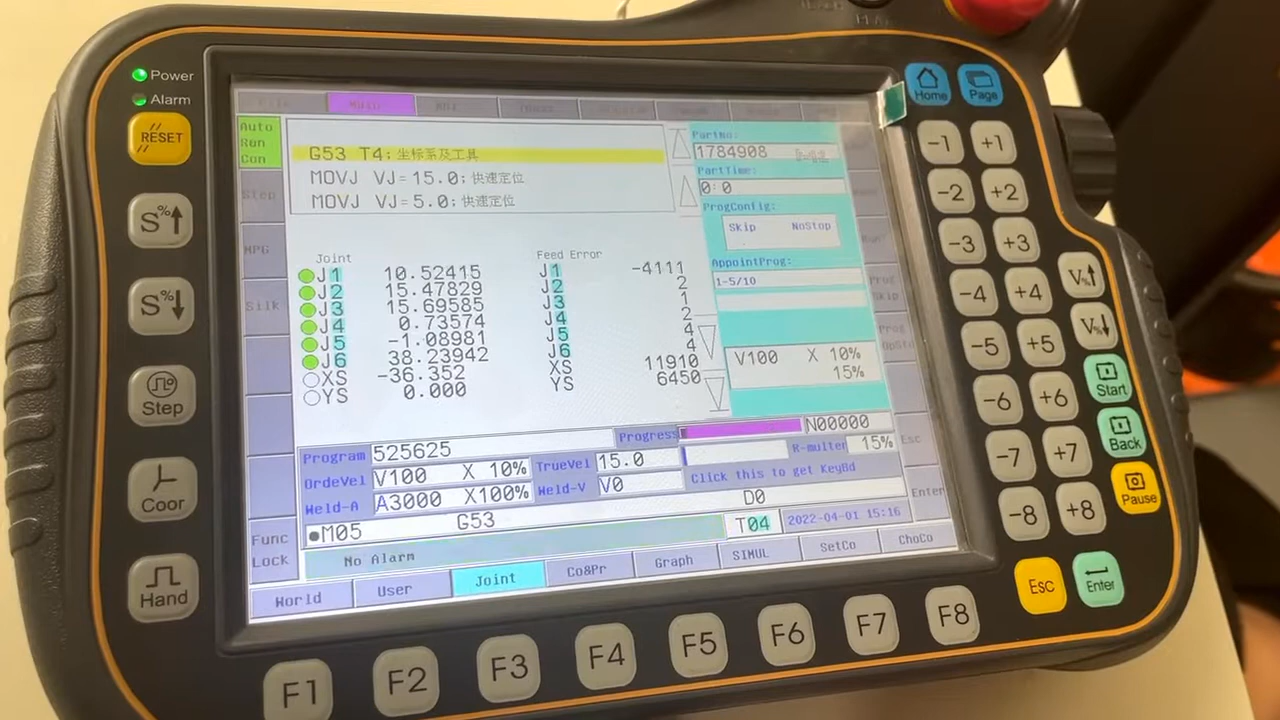 Power
Alarm
RESET
S%↑
S%↓
Step
Coor
Hand
Home
Page
Auto
Run
Con
Step
MPG
Silk
Func
Lock
G53 T4; 坐标系及工具
MOVJ VJ=15.0; 快速定位
MOVJ VJ=5.0; 快速定位
PartNo:
1784908
PartTime:
0: 0
ProgConfig:
Skip NoStop
AppointProg:
1-5/10
V100 X 10%
15%
Joint Feed Error
J1 10.52415 J1 -4111
J2 15.47829 J2 2
J3 15.69585 J3 1
J4 0.73574 J4 2
J5 -1.08981 J5 4
J6 38.23942 J6 4
XS -36.352 XS 11910
YS 0.000 YS 6450
Program 525625 Progress N00000
OrdeVel V100 X 10% TrueVel 15.0 R-multer 15%
Weld-A A3000 X100% Weld-V V0 Click this to get KeyBd
M05 G53 D0
No Alarm T04 2022-04-01 15:16
Esc
Enter
World User Joint Co&Pr Graph SIMUL SetCo ChoCo
-1 +1
-2 +2
-3 +3
-4 +4 V%↑
-5 +5 V%↓
-6 +6 Start
-7 +7 Back
-8 +8 Pause
Esc Enter
F1 F2 F3 F4 F5 F6 F7 F8